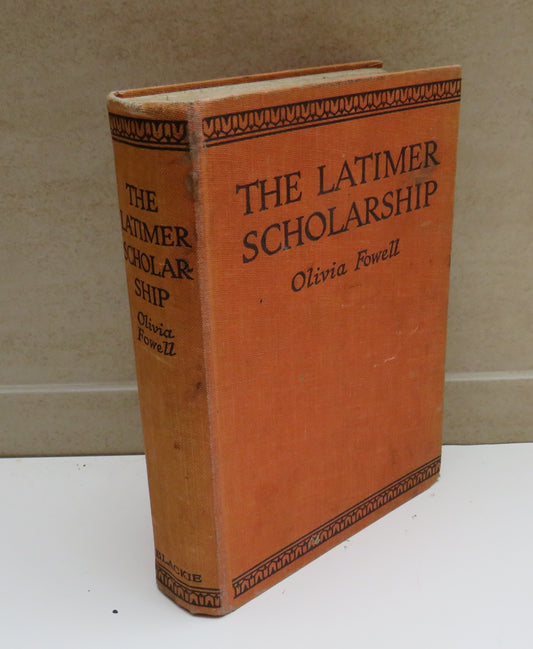 THE LATIMER
SCHOLARSHIP
Olivia Fowell
THE
LATIMER
SCHOLAR-
SHIP
Olivia
Fowell
BLACKIE